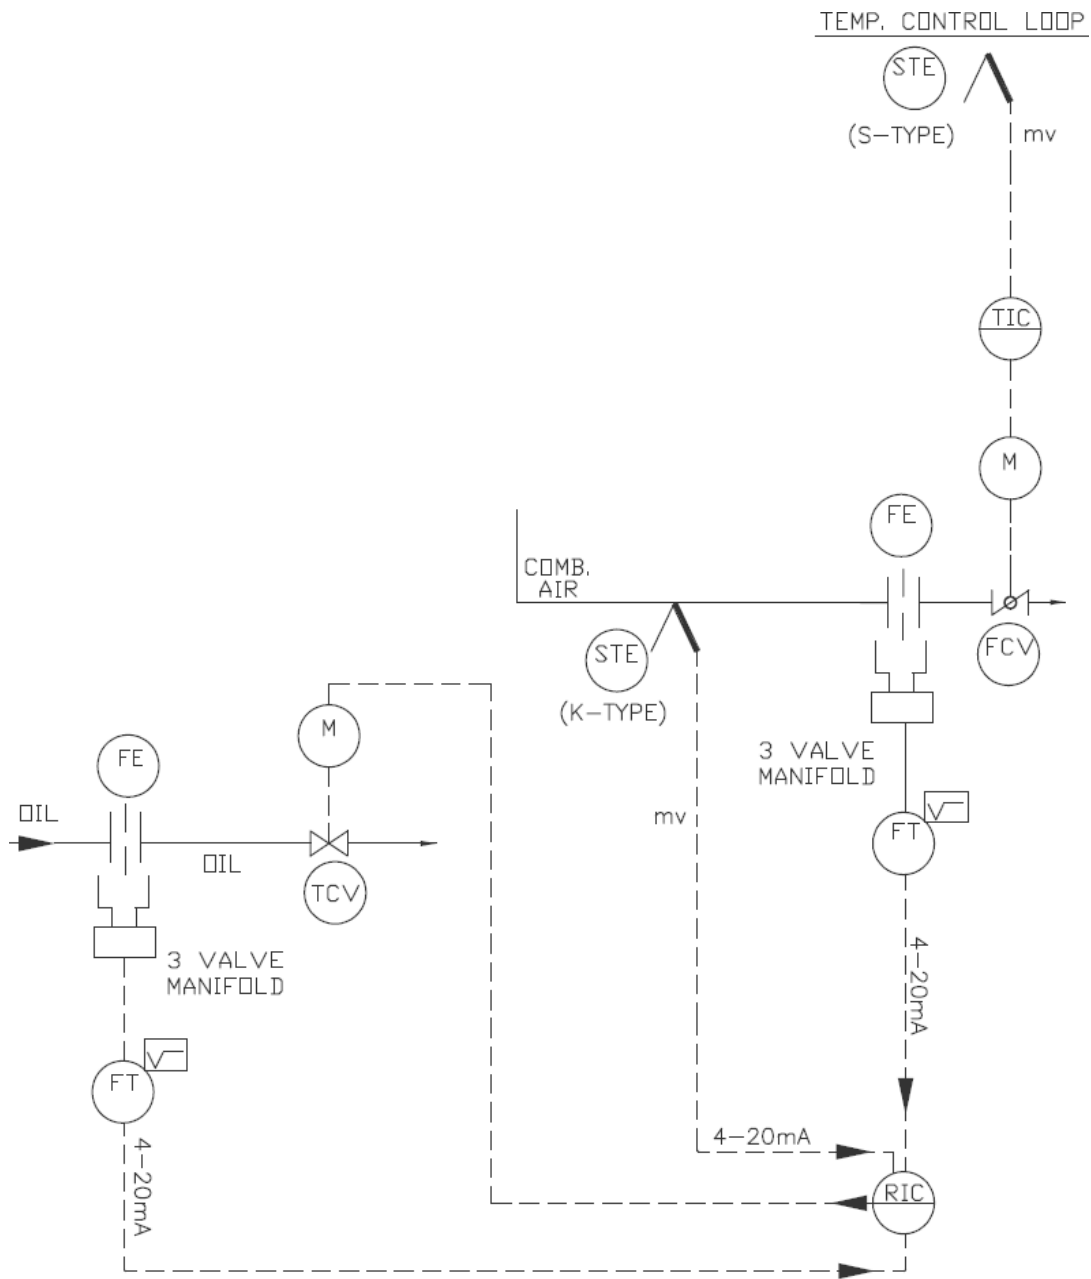 TEMP. CONTROL LOOP
STE
(S-TYPE)
mv
TIC
M
FE
COMB.
AIR
FCV
STE
(K-TYPE)
M
3 VALVE
MANIFOLD
FE
OIL
mv
FT
OIL
TCV
4-20mA
3 VALVE
MANIFOLD
FT
4-20mA
4-20mA
RIC